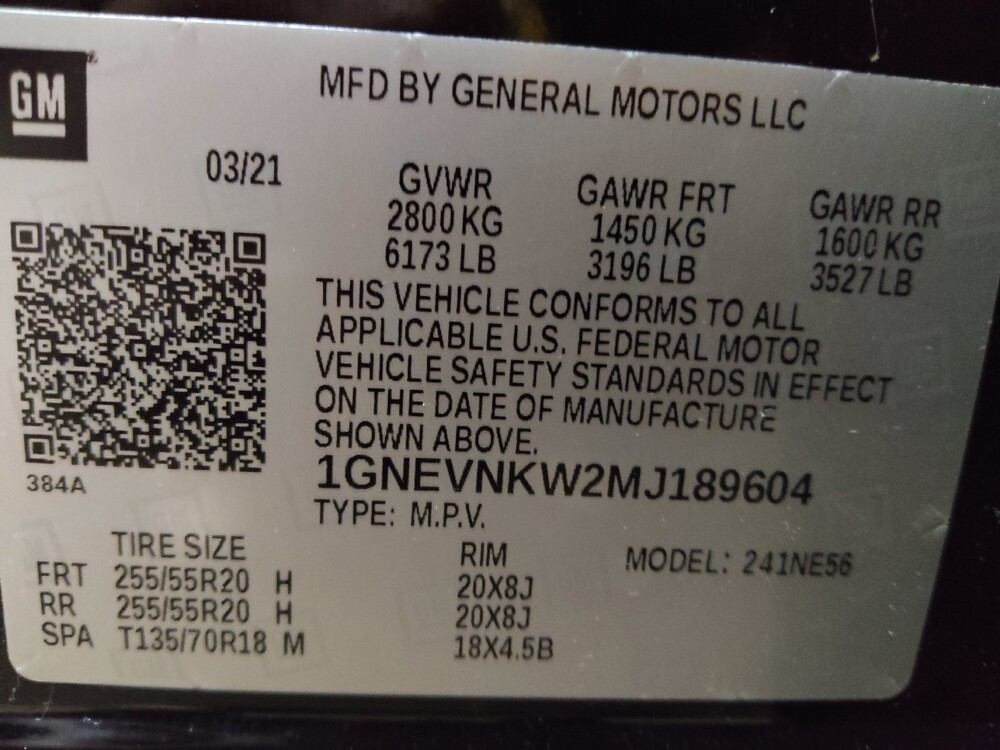 GM
MFD BY GENERAL MOTORS LLC
03/21
GVWR GAWR FRT GAWR RR
2800 KG 1450 KG 1600 KG
6173 LB 3196 LB 3527 LB
THIS VEHICLE CONFORMS TO ALL
APPLICABLE U.S. FEDERAL MOTOR
VEHICLE SAFETY STANDARDS IN EFFECT
ON THE DATE OF MANUFACTURE
SHOWN ABOVE.
384A
1GNEVNKW2MJ189604
TYPE: M.P.V.
TIRE SIZE RIM MODEL: 241NE56
FRT 255/55R20 H 20X8J
RR 255/55R20 H 20X8J
SPA T135/70R18 M 18X4.5B